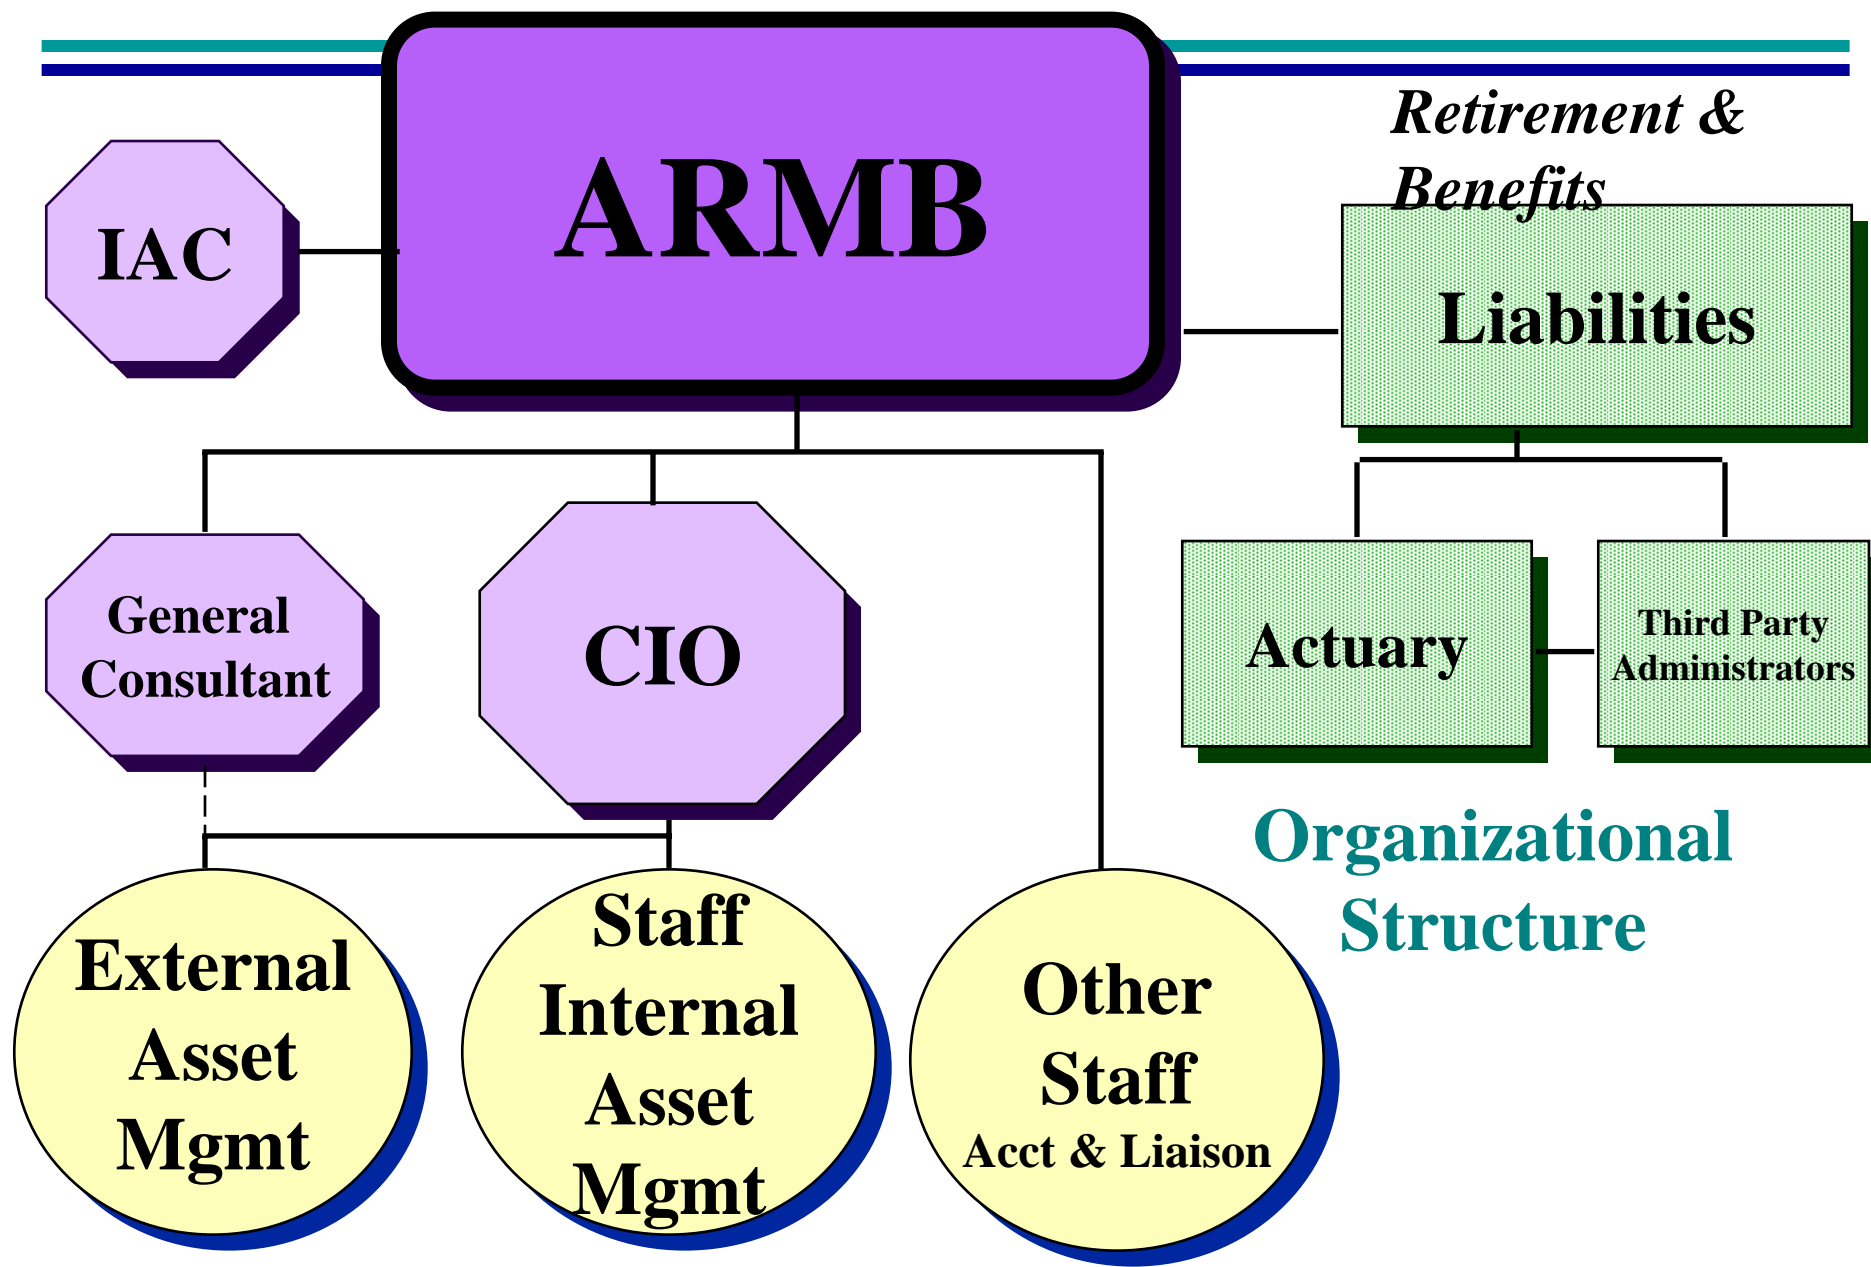 ARMB
Retirement &
Benefits
IAC
Liabilities
General
Consultant
CIO
Actuary
Third Party
Administrators
Organizational
Structure
External
Asset
Mgmt
Staff
Internal
Asset
Mgmt
Other
Staff
Acct & Liaison